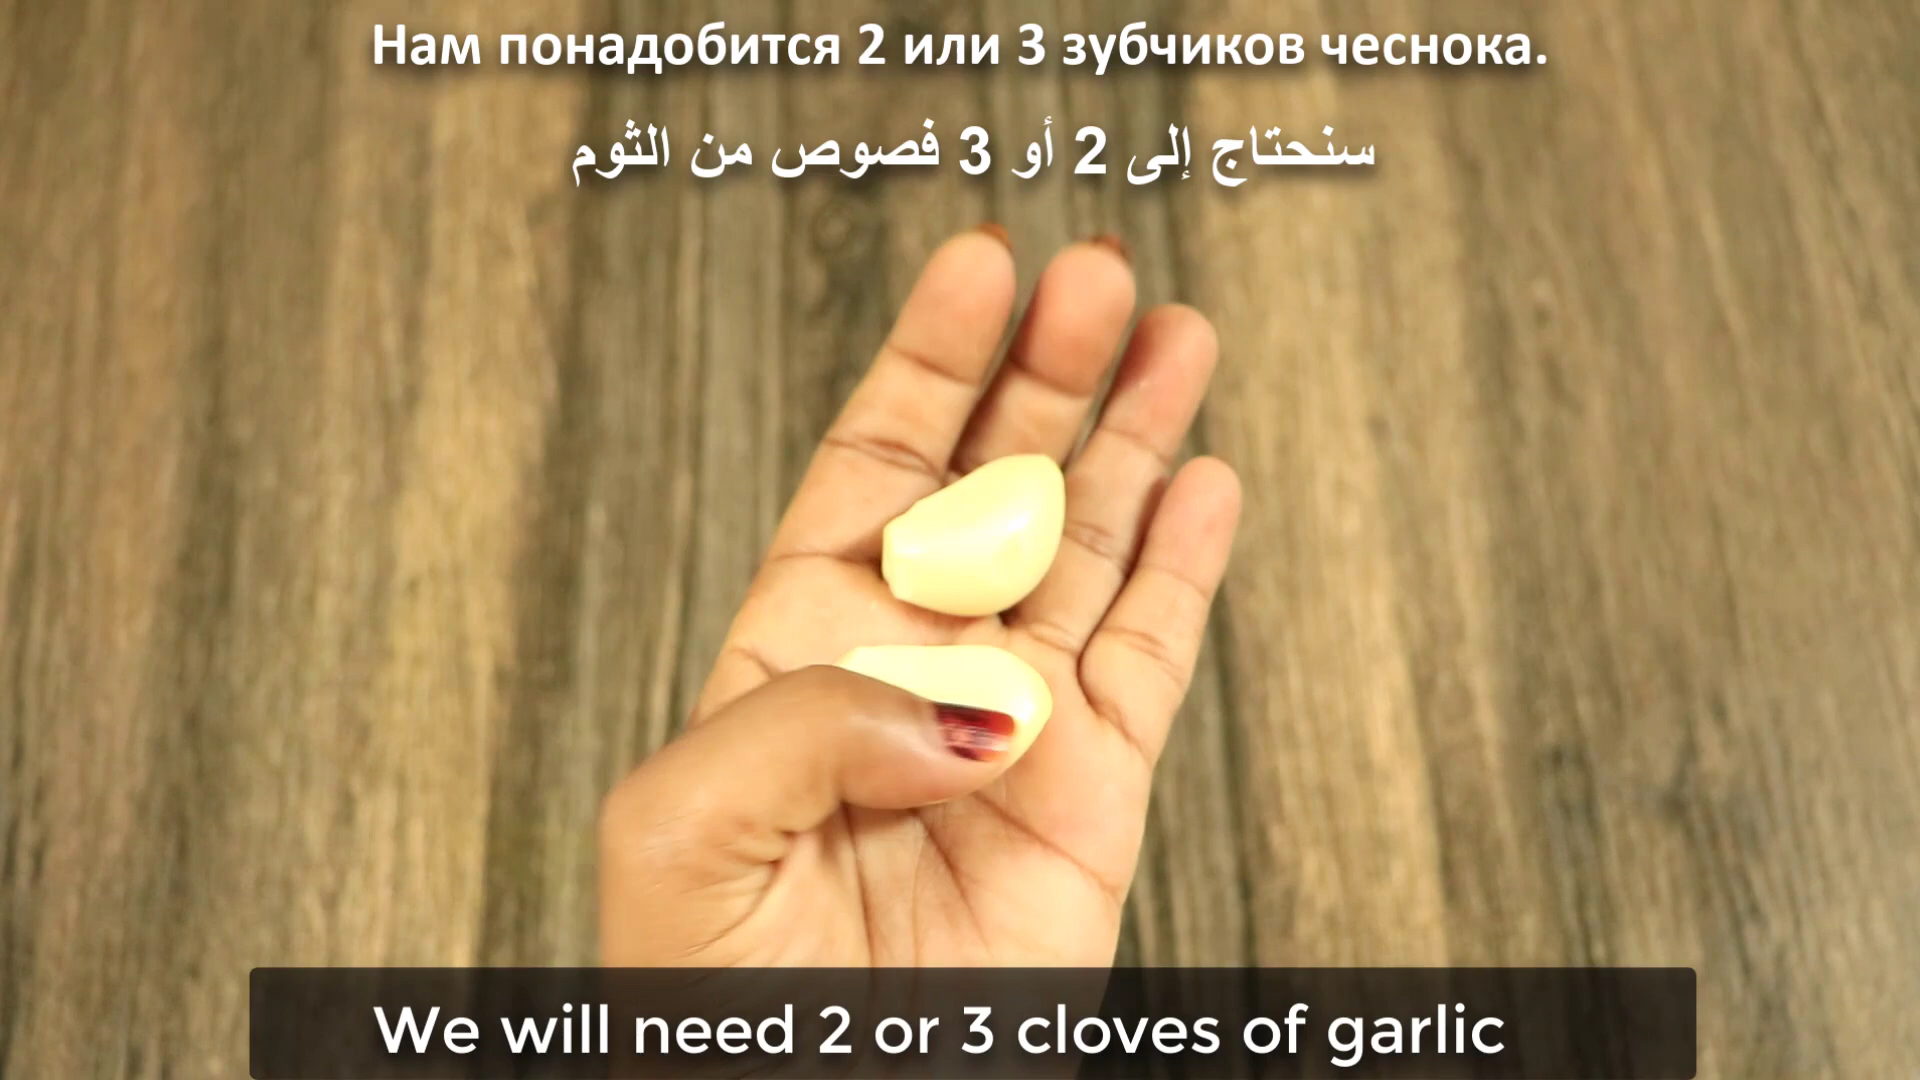 Нам понадобится 2 или 3 зубчиков чеснока.
سنحتاج إلى 2 أو 3 فصوص من الثوم
We will need 2 or 3 cloves of garlic